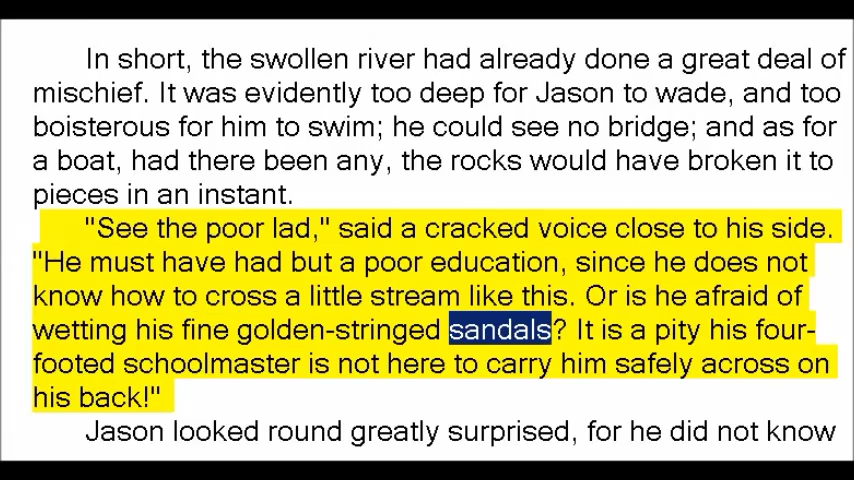 In short, the swollen river had already done a great deal of
mischief. It was evidently too deep for Jason to wade, and too
boisterous for him to swim; he could see no bridge; and as for
a boat, had there been any, the rocks would have broken it to
pieces in an instant.
"See the poor lad," said a cracked voice close to his side.
"He must have had but a poor education, since he does not
know how to cross a little stream like this. Or is he afraid of
wetting his fine golden-stringed sandals? It is a pity his four-
footed schoolmaster is not here to carry him safely across on
his back!"
Jason looked round greatly surprised, for he did not know